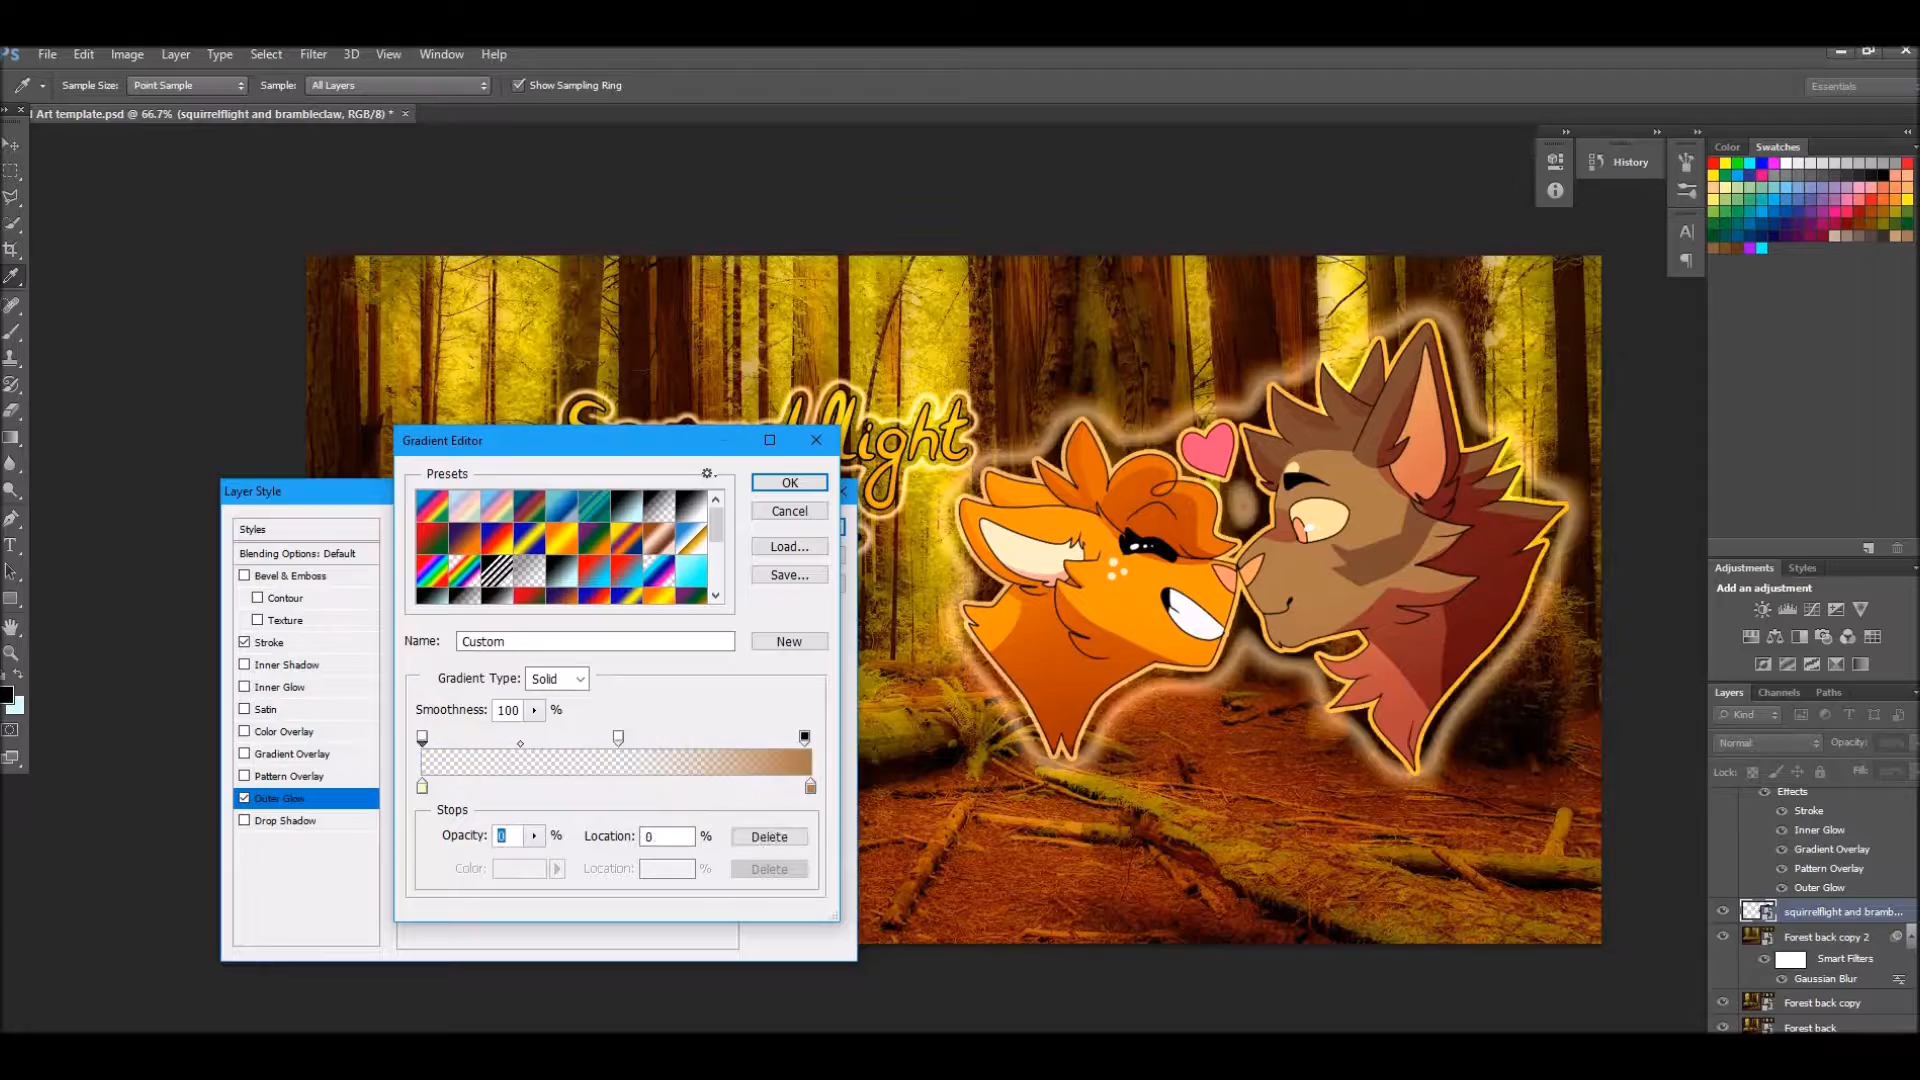 PS File Edit Image Layer Type Select Filter 3D View Window Help
Sample Size: Point Sample Sample: All Layers Show Sampling Ring
Essentials
l Art template.psd @ 66.7% (squirrelflight and brambleclaw, RGB/8) *
Color Swatches
History
Gradient Editor
Presets
OK
Cancel
Load...
Save...
Name: Custom New
Gradient Type: Solid
Smoothness: 100 %
Stops
Opacity: 0 % Location: 0 % Delete
Color: Location: % Delete
Layer Style
Styles
Blending Options: Default
Bevel & Emboss
Contour
Texture
Stroke
Inner Shadow
Inner Glow
Satin
Color Overlay
Gradient Overlay
Pattern Overlay
Outer Glow
Drop Shadow
light
Adjustments Styles
Add an adjustment
Layers Channels Paths
Kind
Normal Opacity:
Lock: Fill:
Effects
Stroke
Inner Glow
Gradient Overlay
Pattern Overlay
Outer Glow
squirrelflight and bramb...
Forest back copy 2
Smart Filters
Gaussian Blur
Forest back copy
Forest back